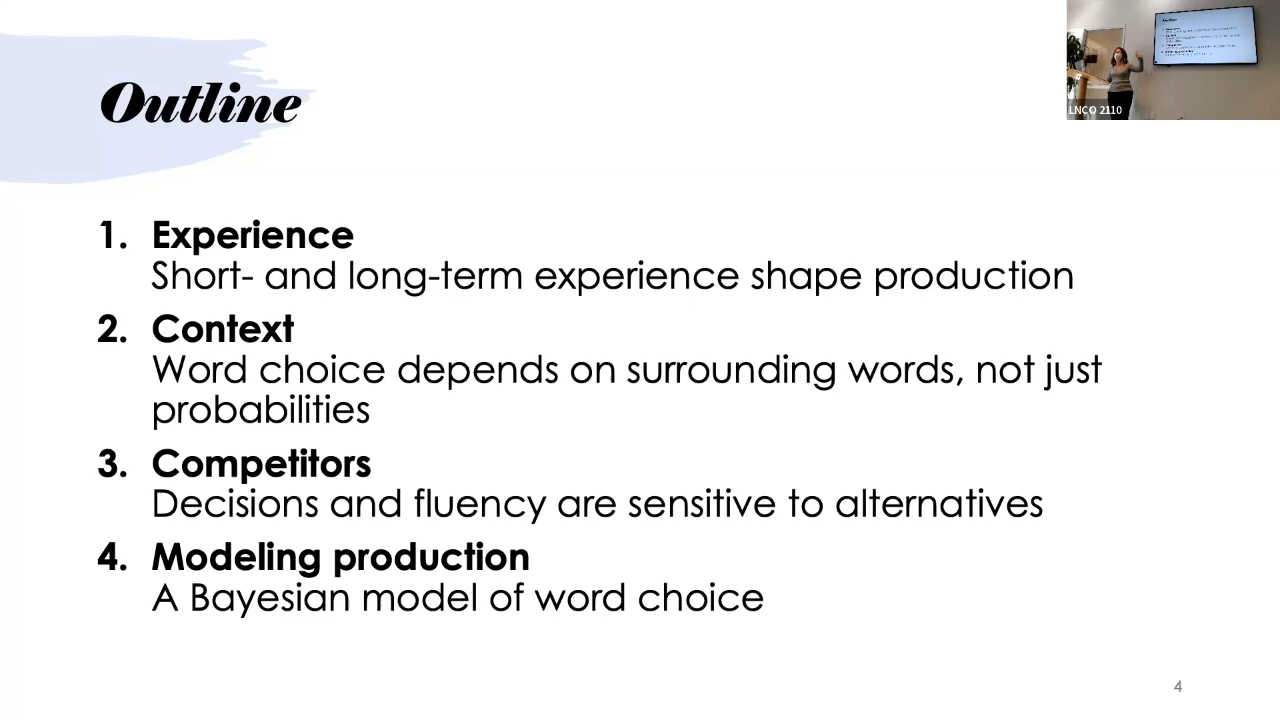 Outline
LNCO 2110
1. Experience
Short- and long-term experience shape production
2. Context
Word choice depends on surrounding words, not just
probabilities
3. Competitors
Decisions and fluency are sensitive to alternatives
4. Modeling production
A Bayesian model of word choice
4